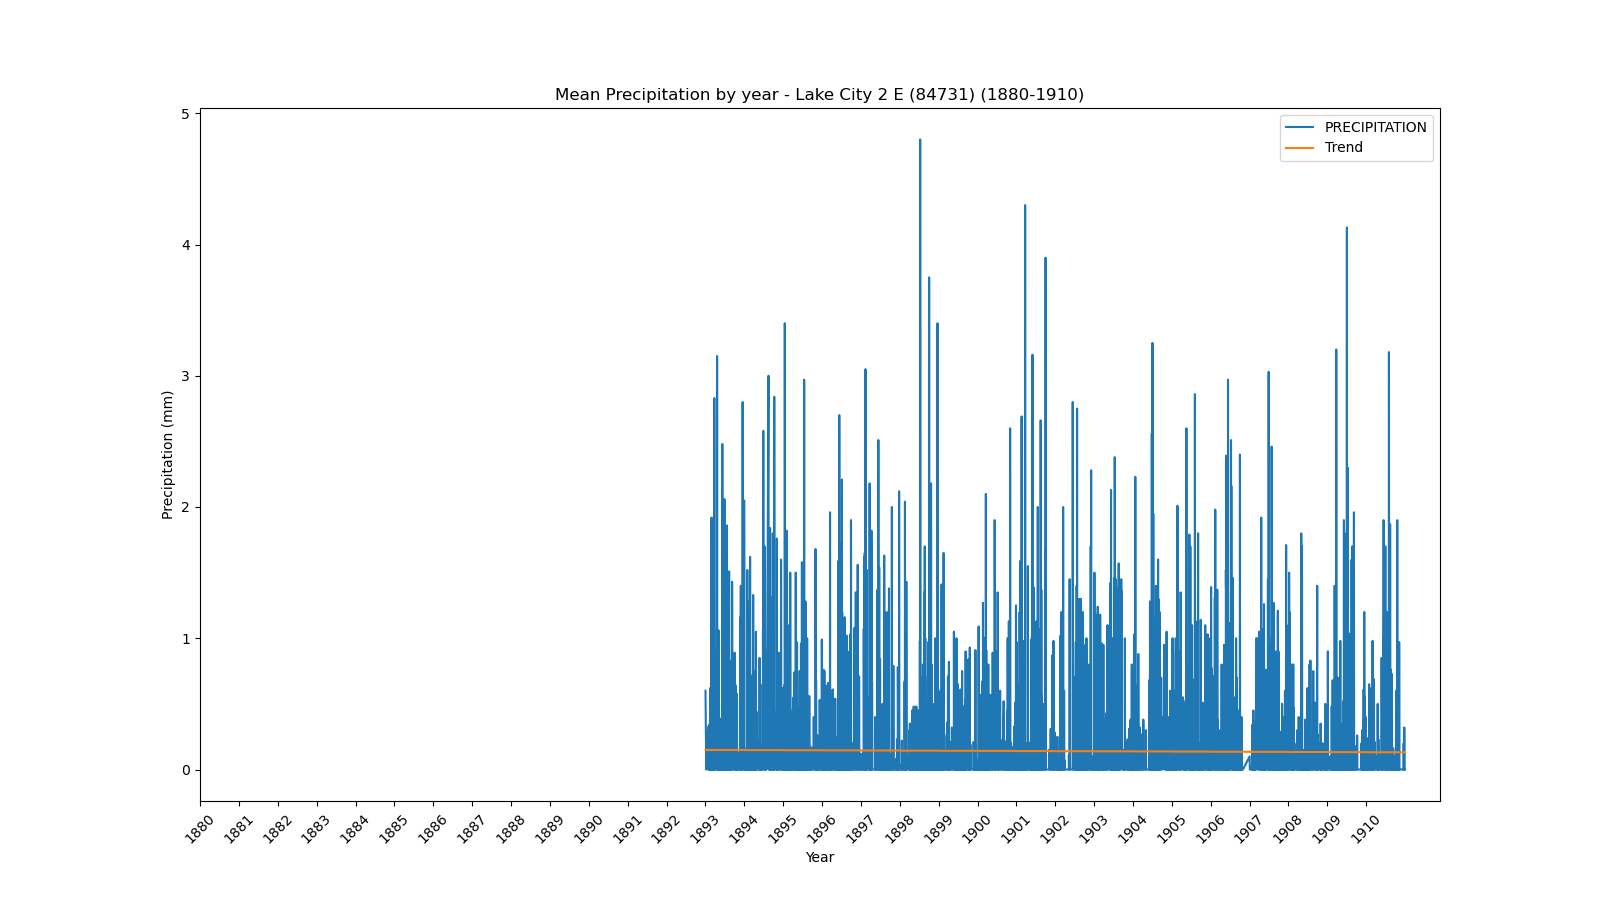 Mean Precipitation by year - Lake City 2 E (84731) (1880-1910)
PRECIPITATION
Trend
Precipitation (mm)
5
4
3
2
1
0
1880 1881 1882 1883 1884 1885 1886 1887 1888 1889 1890 1891 1892 1893 1894 1895 1896 1897 1898 1899 1900 1901 1902 1903 1904 1905 1906 1907 1908 1909 1910
Year